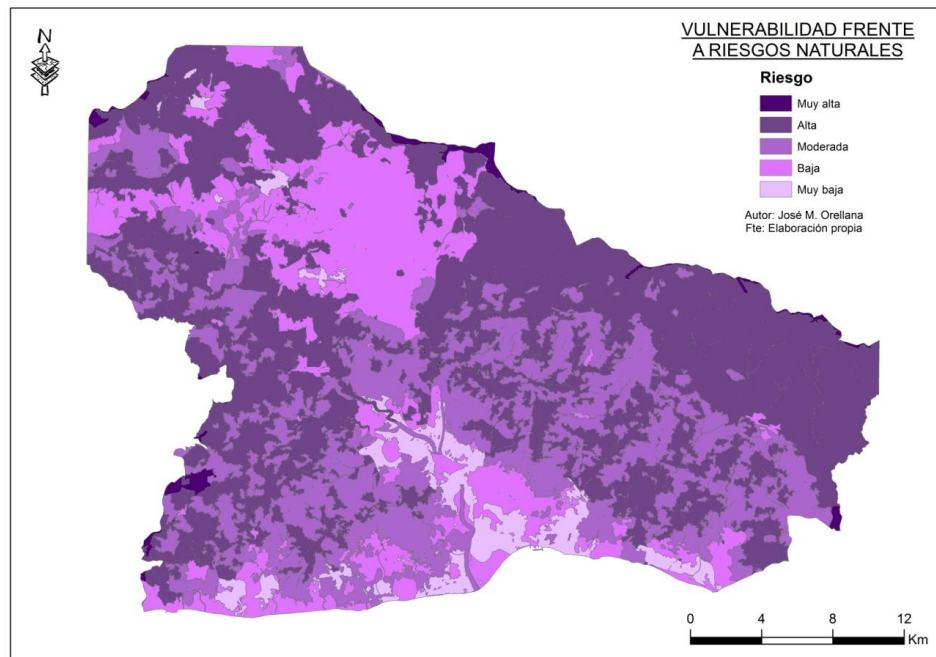 N
VULNERABILIDAD FRENTE
A RIESGOS NATURALES
Riesgo
Muy alta
Alta
Moderada
Baja
Muy baja
Autor: José M. Orellana
Fte: Elaboración propia
0 4 8 12
Km